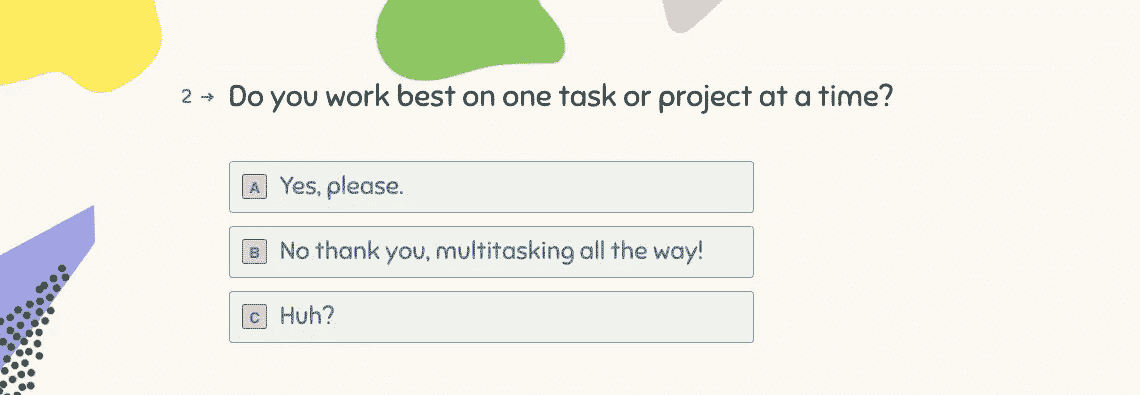 2 → Do you work best on one task or project at a time?
A Yes, please.
B No thank you, multitasking all the way!
C Huh?